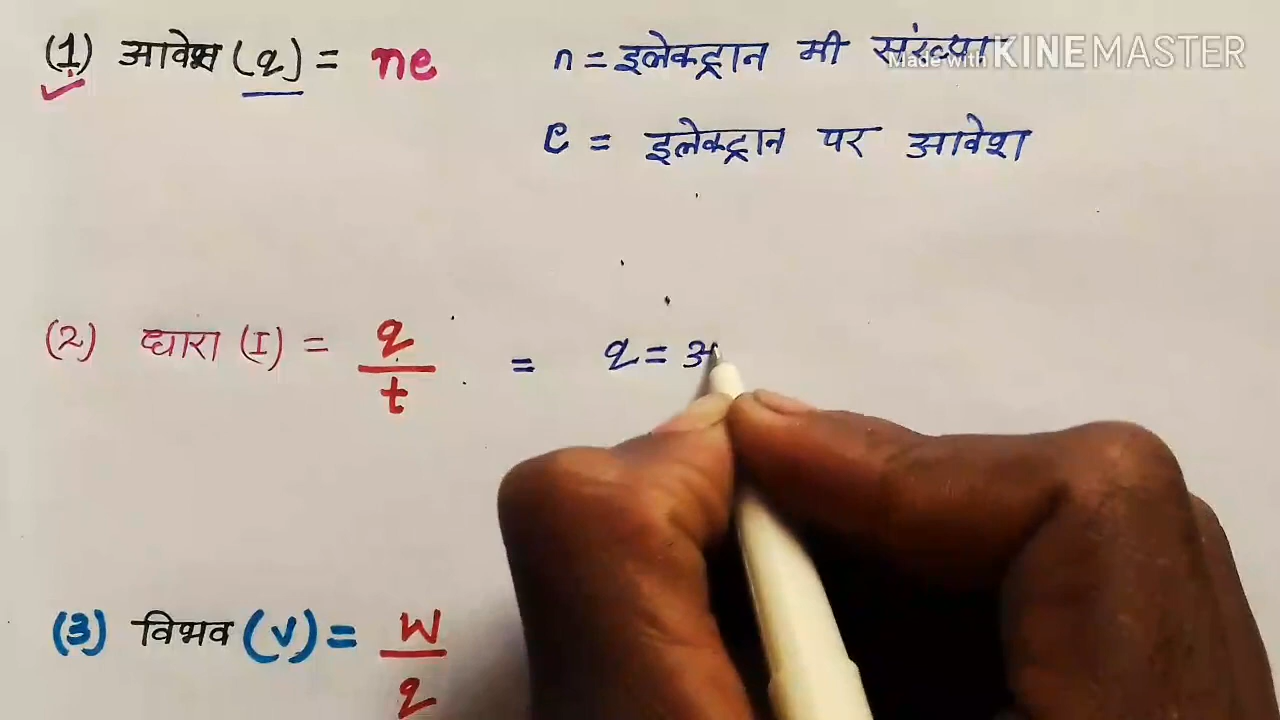 (1) आवेश (q) = ne n = इलेक्ट्रान की संख्या
Made with KINEMASTER
e = इलेक्ट्रान पर आवेश
(2) धारा (I) = q/t = q = अ
(3) विभव (V) = W/q